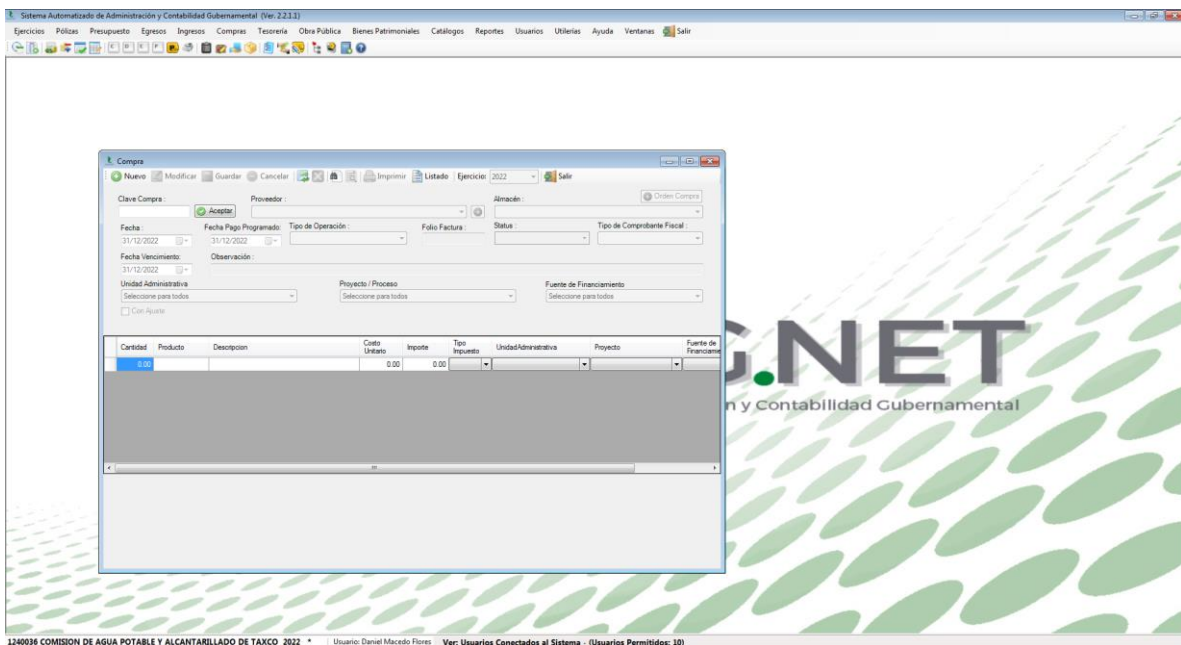 Sistema Automatizado de Administración y Contabilidad Gubernamental (Ver. 2.2.1.1)
Ejercicios Pólizas Presupuesto Egresos Ingresos Compras Tesorería Obra Pública Bienes Patrimoniales Catálogos Reportes Usuarios Utilerías Ayuda Ventanas Salir
Compra
Nuevo Modificar Guardar Cancelar Imprimir Listado Ejercicio: 2022 Salir
Clave Compra : Proveedor : Almacén : Orden Compra
Aceptar
Fecha : Fecha Pago Programado: Tipo de Operación : Folio Factura : Status : Tipo de Comprobante Fiscal :
31/12/2022 31/12/2022
Fecha Vencimiento: Observación :
31/12/2022
Unidad Administrativa Proyecto / Proceso Fuente de Financiamiento
Seleccione para todos Seleccione para todos Seleccione para todos
Con Ajuste
Cantidad Producto Descripcion Costo Unitario Importe Tipo Impuesto UnidadAdministrativa Proyecto Fuente de Financiame
0.00 0.00 0.00
G.NET
n y Contabilidad Gubernamental
1240036 COMISION DE AGUA POTABLE Y ALCANTARILLADO DE TAXCO 2022 * Usuario: Daniel Macedo Flores Ver: Usuarios Conectados al Sistema - (Usuarios Permitidos: 10)